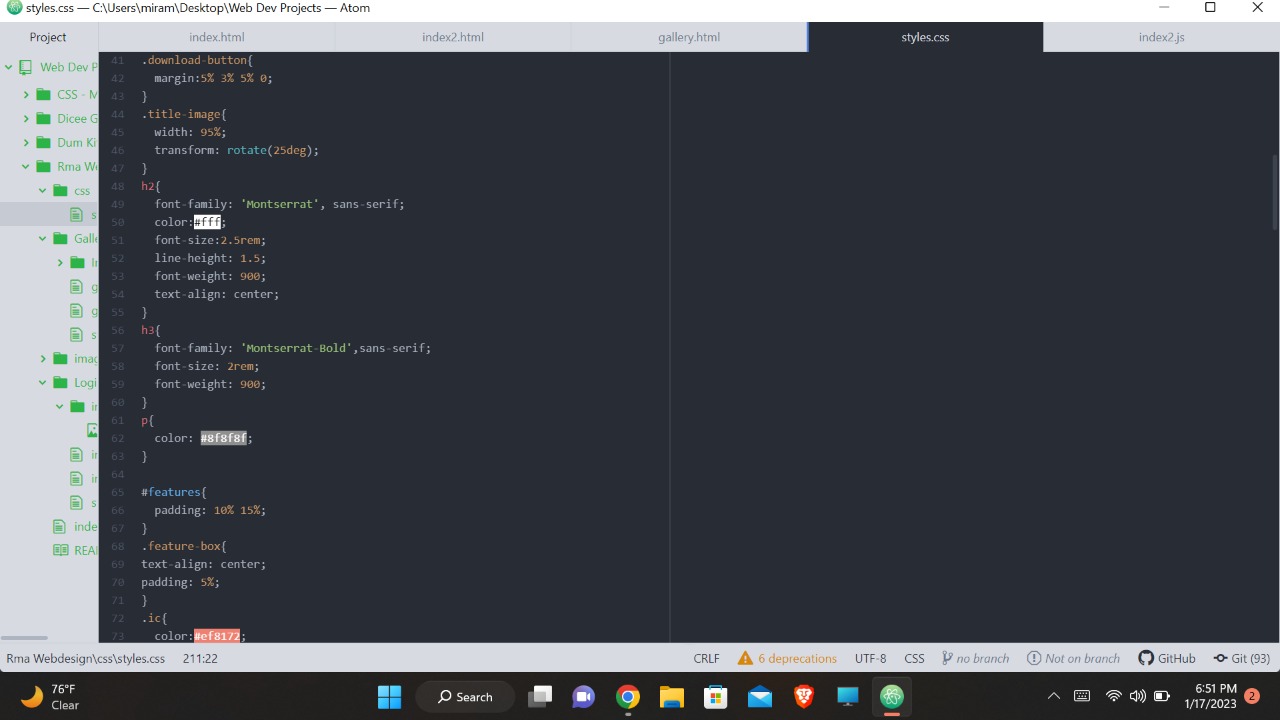 styles.css — C:\Users\miram\Desktop\Web Dev Projects — Atom
Project
index.html
index2.html
gallery.html
styles.css
index2.js
Web Dev P
CSS - M
Dicee G
Dum Ki
Rma We
css
s
Galle
Ir
g
g
s
imag
Logi
ir
ir
ir
s
inde
REA
41 .download-button{
42 margin:5% 3% 5% 0;
43 }
44 .title-image{
45 width: 95%;
46 transform: rotate(25deg);
47 }
48 h2{
49 font-family: 'Montserrat', sans-serif;
50 color:#fff;
51 font-size:2.5rem;
52 line-height: 1.5;
53 font-weight: 900;
54 text-align: center;
55 }
56 h3{
57 font-family: 'Montserrat-Bold',sans-serif;
58 font-size: 2rem;
59 font-weight: 900;
60 }
61 p{
62 color: #8f8f8f;
63 }
64
65 #features{
66 padding: 10% 15%;
67 }
68 .feature-box{
69 text-align: center;
70 padding: 5%;
71 }
72 .ic{
73 color:#ef8172;
Rma Webdesign\css\styles.css 211:22 CRLF 6 deprecations UTF-8 CSS no branch Not on branch GitHub Git (93)
76°F
Clear
Search
6:51 PM
1/17/2023
2